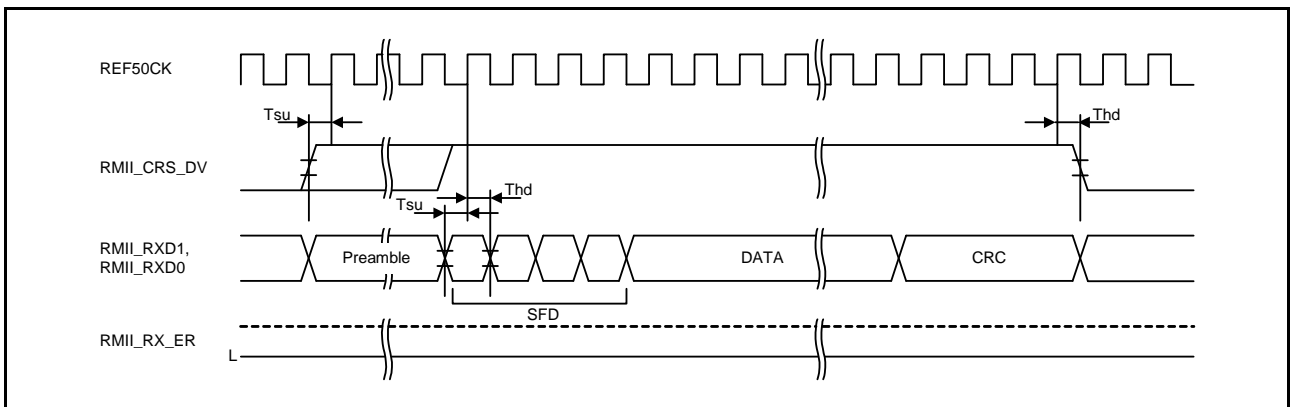 REF50CK
Tsu
Thd
RMII_CRS_DV
Thd
Tsu
RMII_RXD1,
RMII_RXD0
Preamble
DATA
CRC
SFD
RMII_RX_ER
L